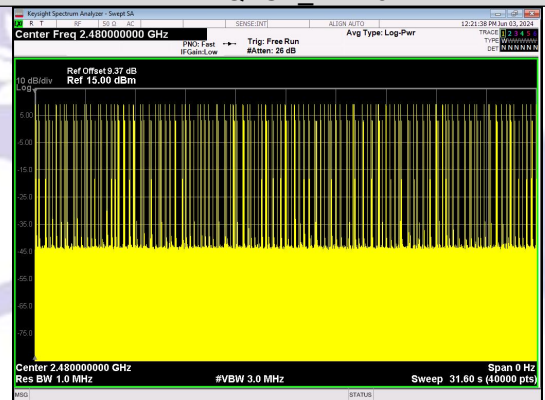 Keysight Spectrum Analyzer - Swept SA
R T RF 50 Ω AC SENSE:INT ALIGN AUTO 12:21:38 PM Jun 03, 2024
Center Freq 2.480000000 GHz
PNO: Fast
IFGain:Low
Trig: Free Run
#Atten: 26 dB
Avg Type: Log-Pwr
TRACE 1 2 3 4 5 6
TYPE W
DET N N N N N N
Ref Offset 9.37 dB
10 dB/div Ref 15.00 dBm
Log
5.00
-5.00
-15.0
-25.0
-35.0
-45.0
-55.0
-65.0
-75.0
Center 2.480000000 GHz Span 0 Hz
Res BW 1.0 MHz #VBW 3.0 MHz Sweep 31.60 s (40000 pts)
MSG STATUS